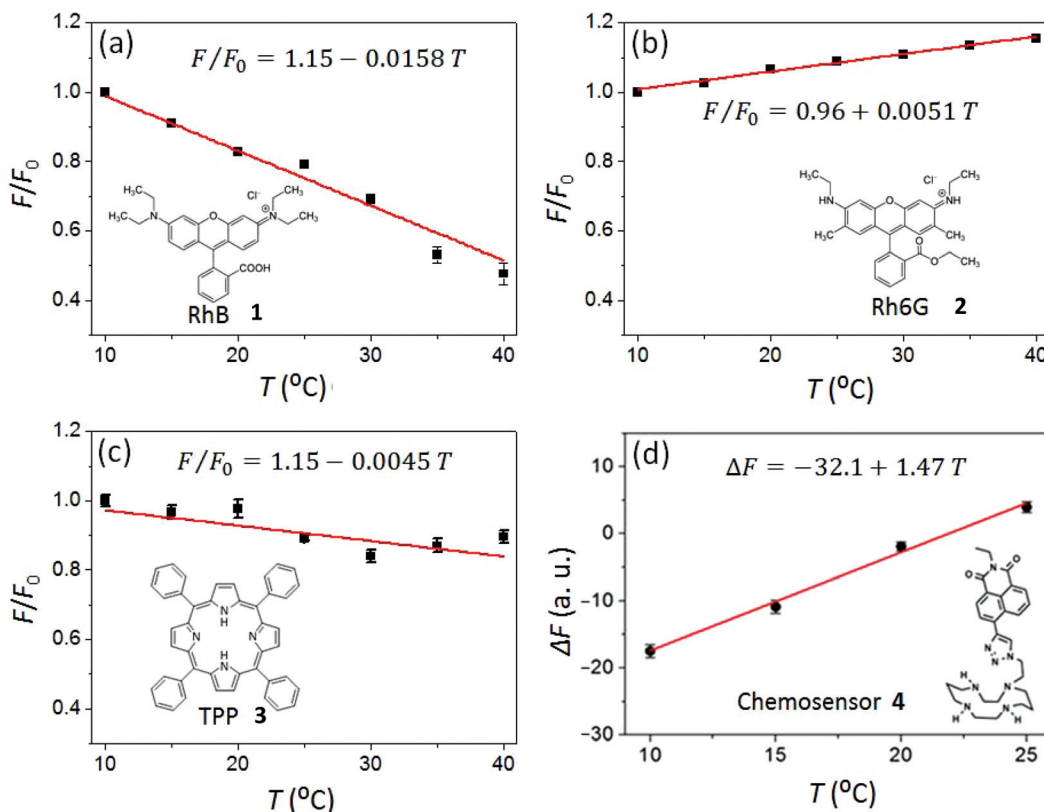 (a)
F/F₀ = 1.15 − 0.0158 T
1.2
1.0
0.8
0.6
0.4
F/F₀
H₃C
Cl⁻
CH₃
O
H₃C
N
N
⊕
CH₃
COOH
RhB 1
10 20 30 40
T (⁰C)
(b)
F/F₀ = 0.96 + 0.0051 T
1.2
1.0
0.8
0.6
0.4
F/F₀
H₃C
Cl⁻
CH₃
HN
O
⊕
NH
H₃C
CH₃
O
O
CH₃
Rh6G 2
10 20 30 40
T (⁰C)
(c)
F/F₀ = 1.15 − 0.0045 T
1.2
1.0
0.8
0.6
0.4
F/F₀
H
N
N
N
N
H
TPP 3
10 20 30 40
T (⁰C)
(d)
ΔF = −32.1 + 1.47 T
10
0
−10
−20
−30
ΔF (a. u.)
O
N
O
N
N
N
N
H
N
N
N
H
H
Chemosensor 4
10 15 20 25
T (⁰C)